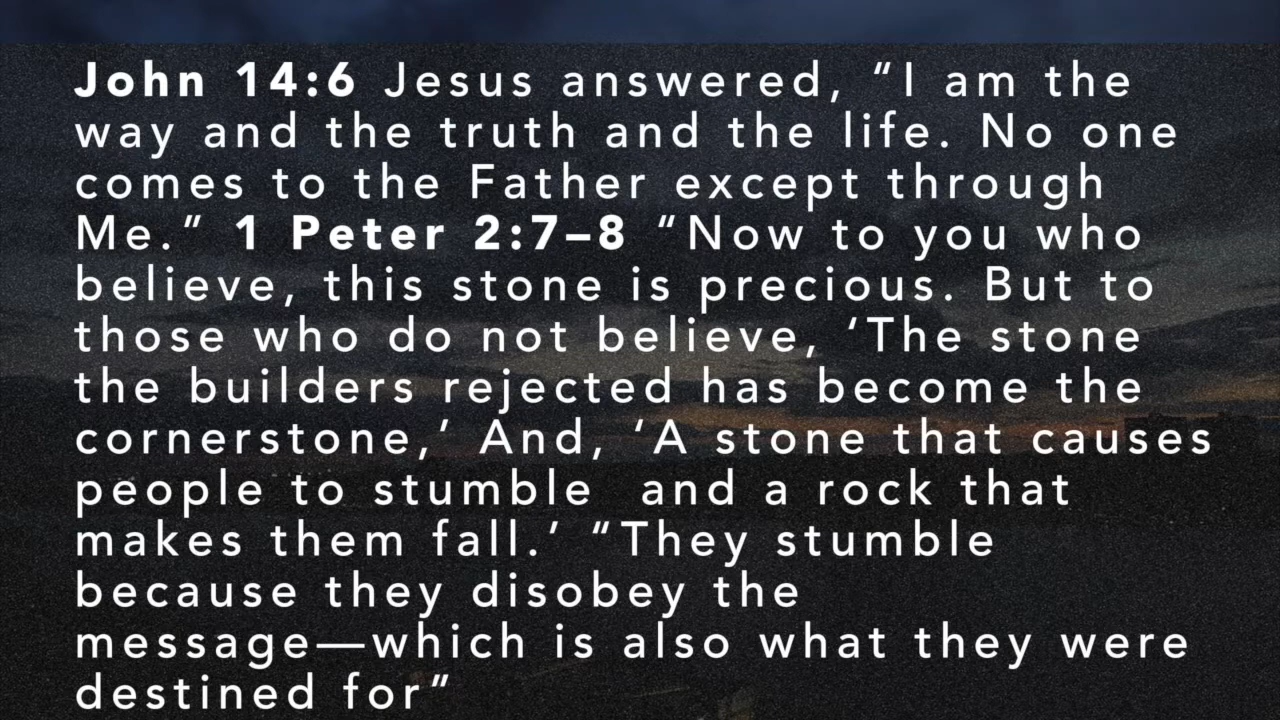 John 14:6 Jesus answered, “I am the
way and the truth and the life. No one
comes to the Father except through
Me.” 1 Peter 2:7–8 “Now to you who
believe, this stone is precious. But to
those who do not believe, ‘The stone
the builders rejected has become the
cornerstone,’ And, ‘A stone that causes
people to stumble  and a rock that
makes them fall.’ “They stumble
because they disobey the
message—which is also what they were
destined for”